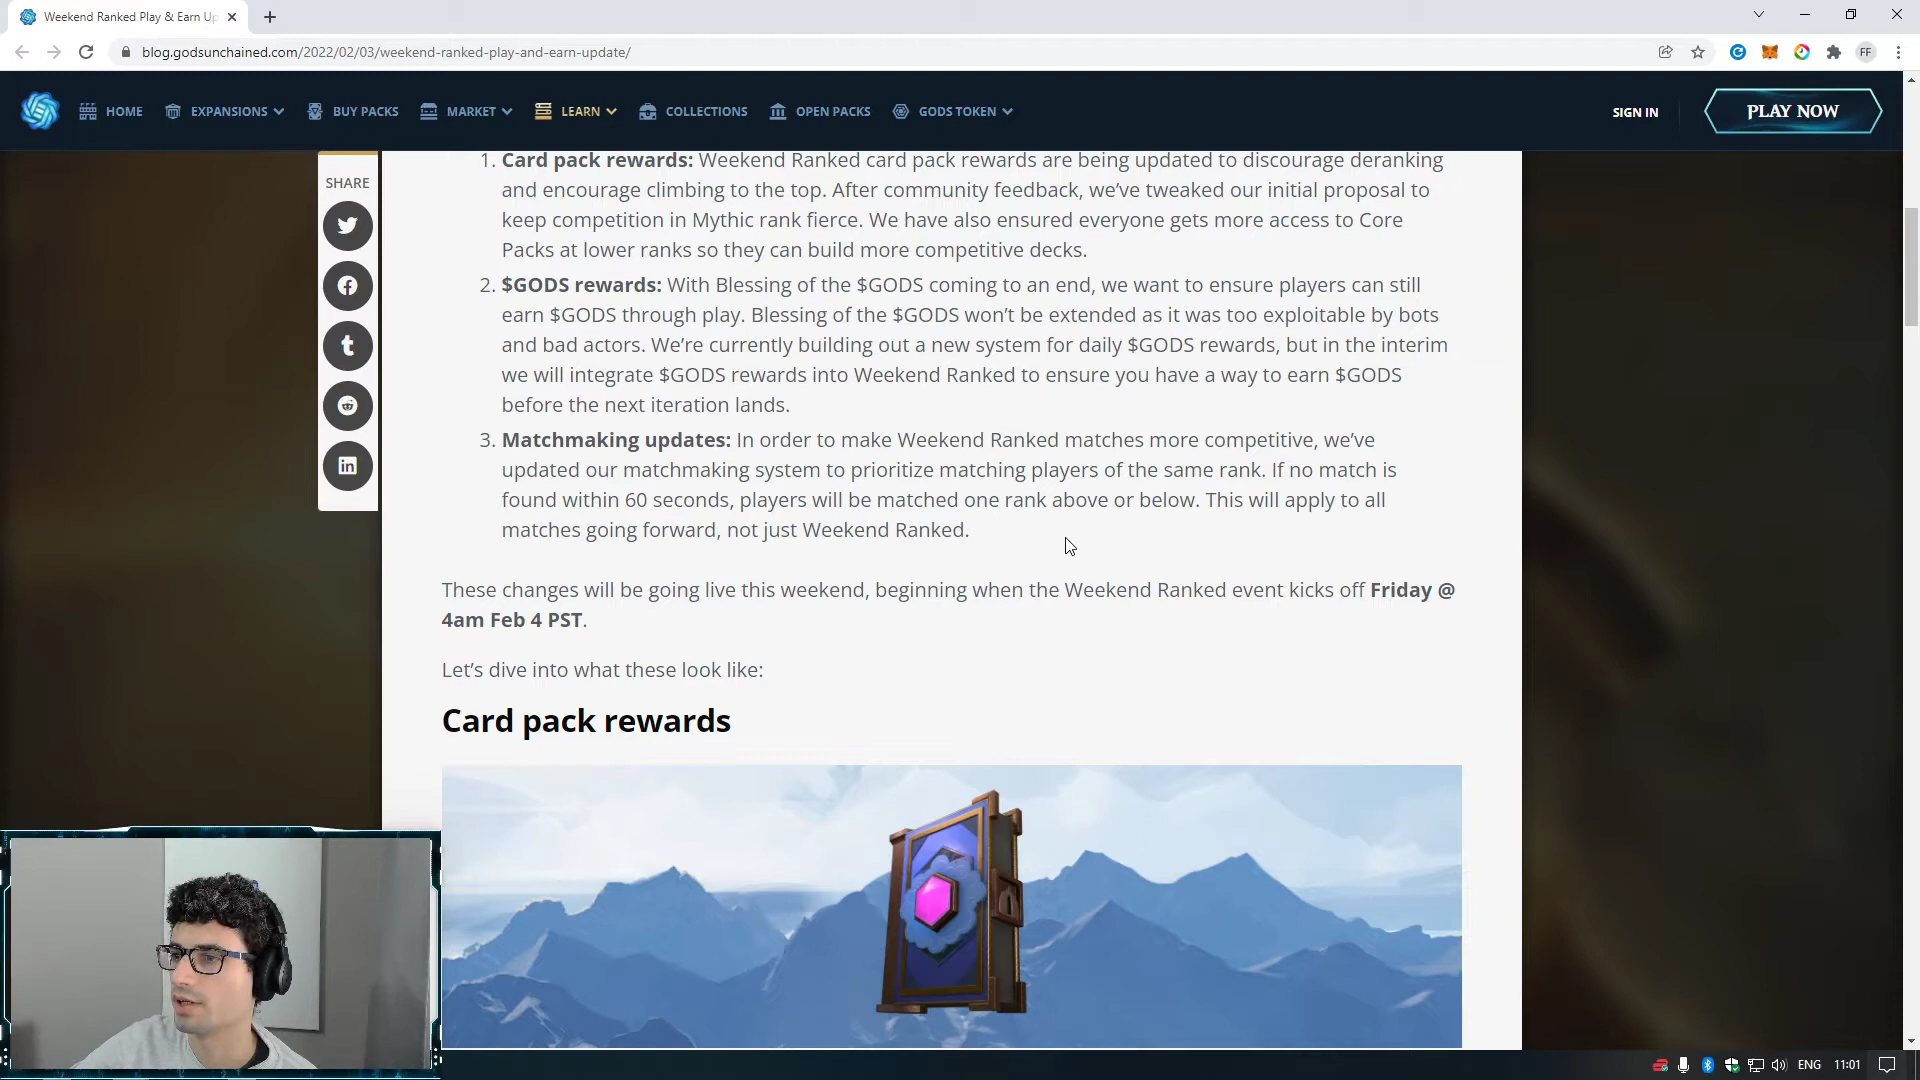 Weekend Ranked Play & Earn Up
blog.godsunchained.com/2022/02/03/weekend-ranked-play-and-earn-update/
FF
HOME
EXPANSIONS
BUY PACKS
MARKET
LEARN
COLLECTIONS
OPEN PACKS
GODS TOKEN
SIGN IN
PLAY NOW
SHARE
1. Card pack rewards: Weekend Ranked card pack rewards are being updated to discourage deranking
and encourage climbing to the top. After community feedback, we’ve tweaked our initial proposal to
keep competition in Mythic rank fierce. We have also ensured everyone gets more access to Core
Packs at lower ranks so they can build more competitive decks.
2. $GODS rewards: With Blessing of the $GODS coming to an end, we want to ensure players can still
earn $GODS through play. Blessing of the $GODS won’t be extended as it was too exploitable by bots
and bad actors. We’re currently building out a new system for daily $GODS rewards, but in the interim
we will integrate $GODS rewards into Weekend Ranked to ensure you have a way to earn $GODS
before the next iteration lands.
3. Matchmaking updates: In order to make Weekend Ranked matches more competitive, we’ve
updated our matchmaking system to prioritize matching players of the same rank. If no match is
found within 60 seconds, players will be matched one rank above or below. This will apply to all
matches going forward, not just Weekend Ranked.
These changes will be going live this weekend, beginning when the Weekend Ranked event kicks off Friday @
4am Feb 4 PST.
Let’s dive into what these look like:
Card pack rewards
ENG
11:01